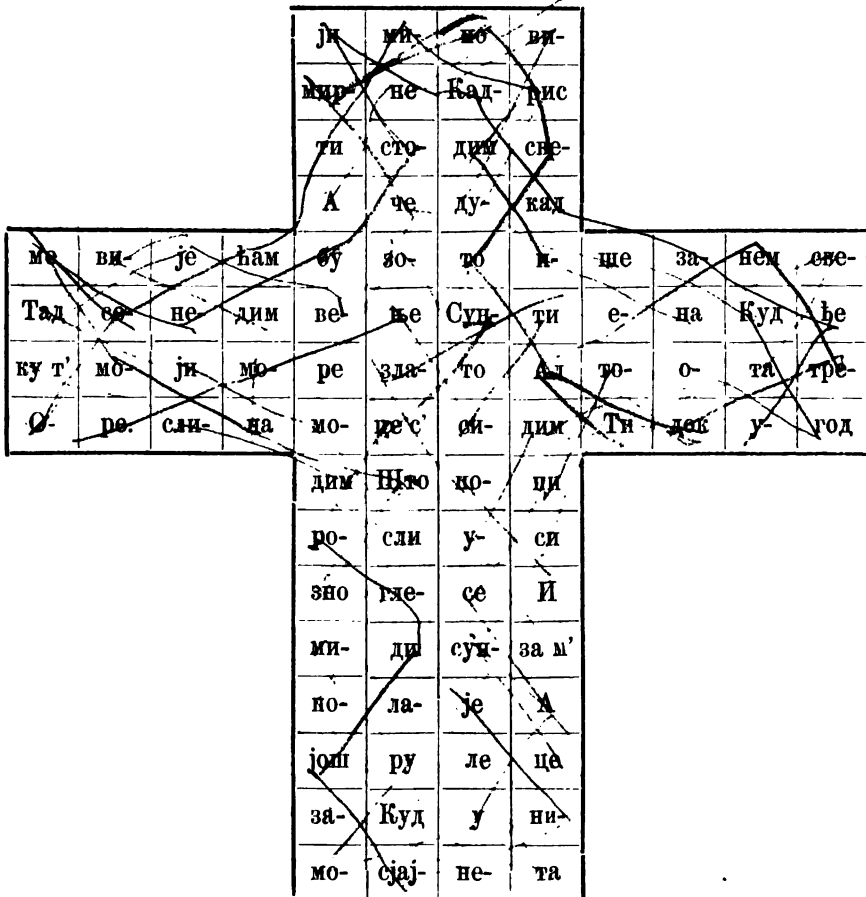 ји ми- но ви-
мир- не Кад- рис
ти сто- дим све-
А че ду- кад
ме ви- је ћам бу зо- то и- ше за- нем све-
Тад се- не- дим ве ње Сун- ти е- на Куд ђе
ку т' мо- ји мо- ре зла- то Ал то- о- та тре-
О- ре. сли- на мо- ре с' си- дим Ти дек у- год
дим Што но- пи
ро- сли у- си
зно гле- се И
ми- ди сун- за м'
по- ла- је А
још ру ле це
за- Куд у ни-
мо- сјај- не- та